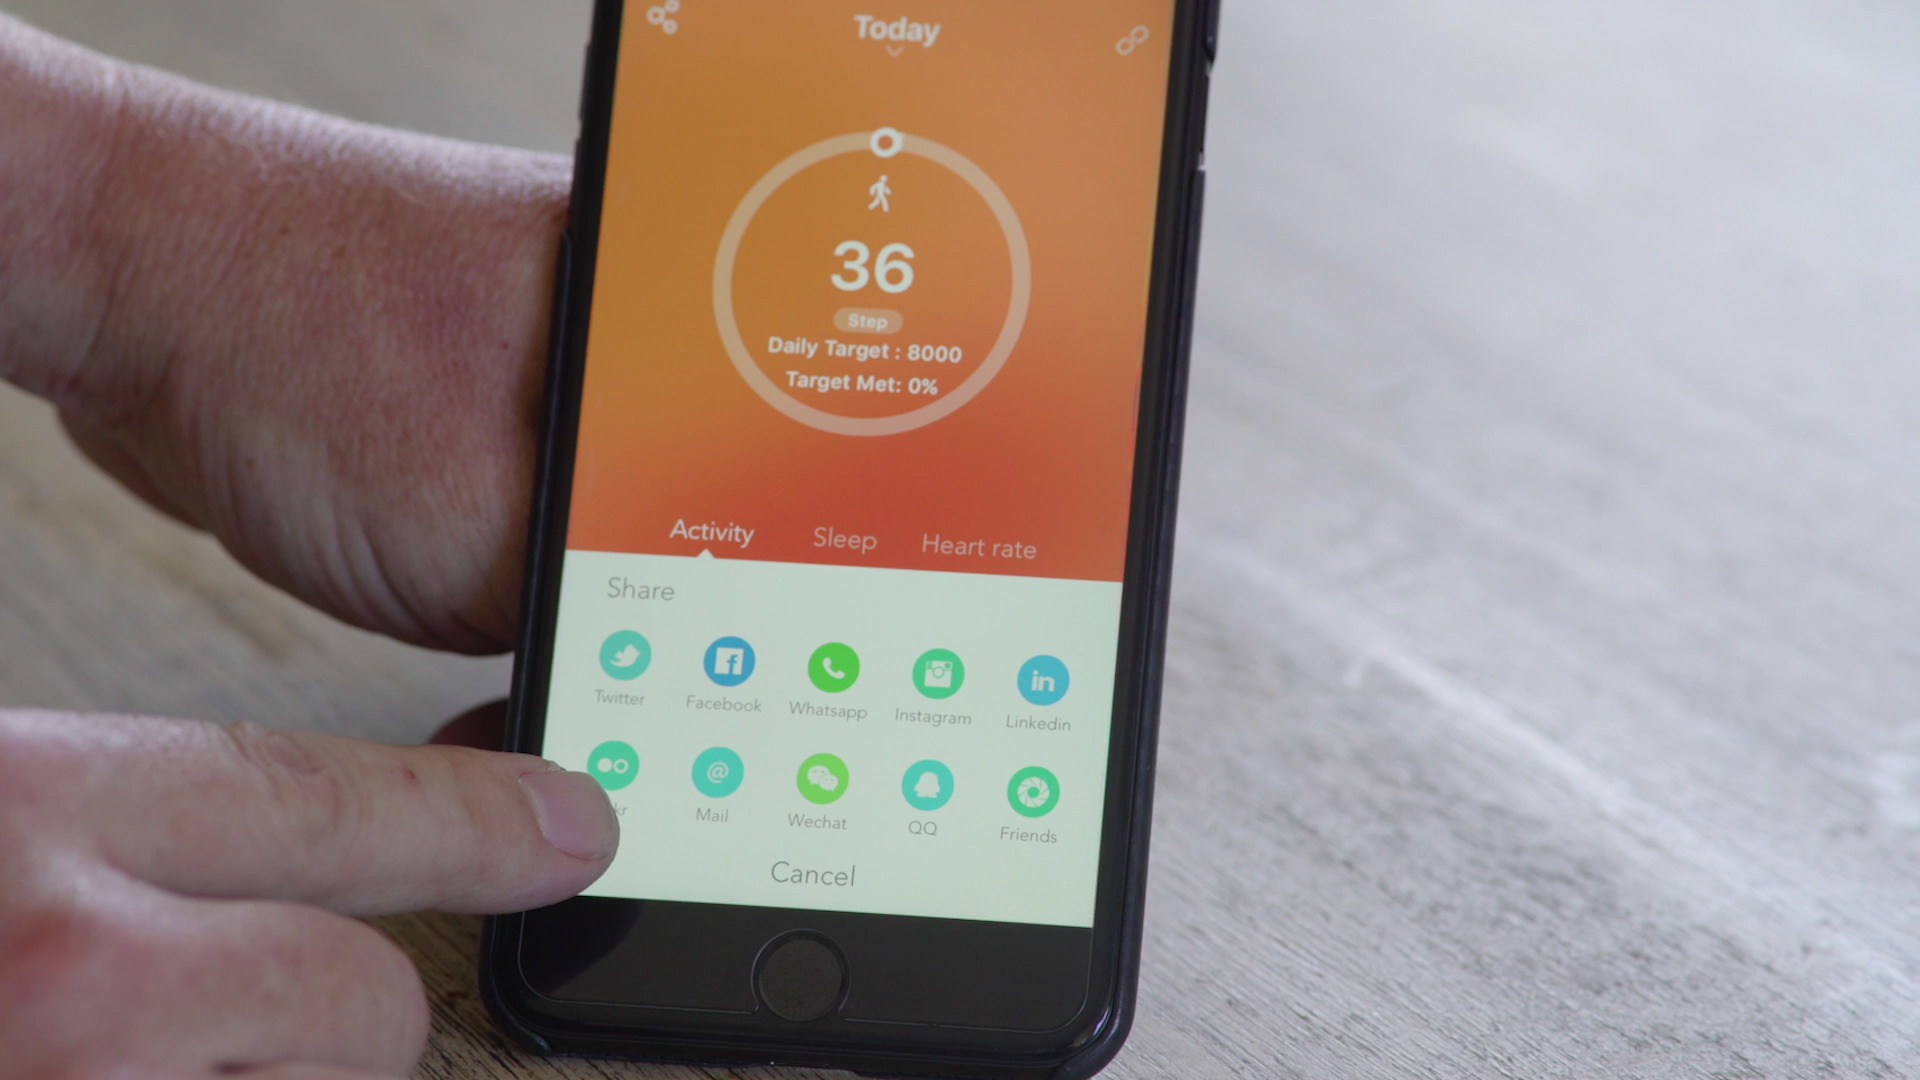 Today
36
Step
Daily Target : 8000
Target Met: 0%
Activity Sleep Heart rate
Share
Twitter Facebook Whatsapp Instagram Linkedin
Mail Wechat QQ Friends
Cancel